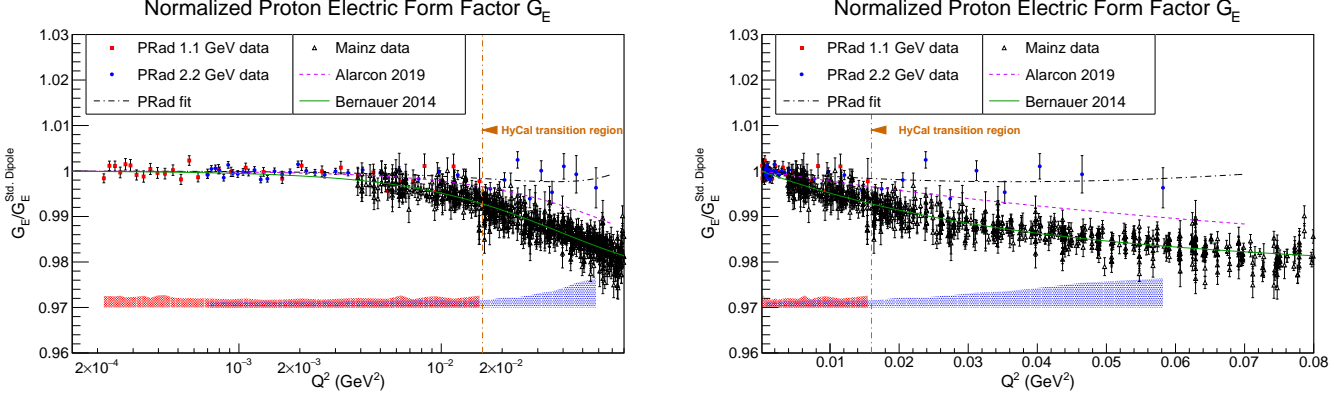 Normalized Proton Electric Form Factor G_E
1.03
1.02
1.01
1
0.99
0.98
0.97
0.96
G_E/G_E^Std. Dipole
PRad 1.1 GeV data
PRad 2.2 GeV data
PRad fit
Mainz data
Alarcon 2019
Bernauer 2014
HyCal transition region
2×10⁻⁴
10⁻³
2×10⁻³
10⁻²
2×10⁻²
Q² (GeV²)
Normalized Proton Electric Form Factor G_E
1.03
1.02
1.01
1
0.99
0.98
0.97
0.96
G_E/G_E^Std. Dipole
PRad 1.1 GeV data
PRad 2.2 GeV data
PRad fit
Mainz data
Alarcon 2019
Bernauer 2014
HyCal transition region
0.01 0.02 0.03 0.04 0.05 0.06 0.07 0.08
Q² (GeV²)